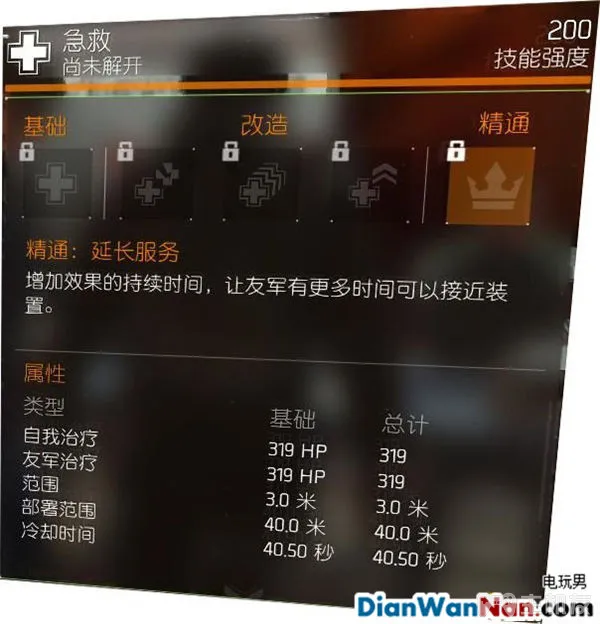 急救
尚未解开
200
技能强度
基础
改造
精通
精通：延长服务
增加效果的持续时间，让友军有更多时间可以接近装
置。
属性
类型 基础 总计
自我治疗 319 HP 319
友军治疗 319 HP 319
范围 3.0 米 3.0 米
部署范围 40.0 米 40.0 米
冷却时间 40.50 秒 40.50 秒
电玩男
DianWanNan.com